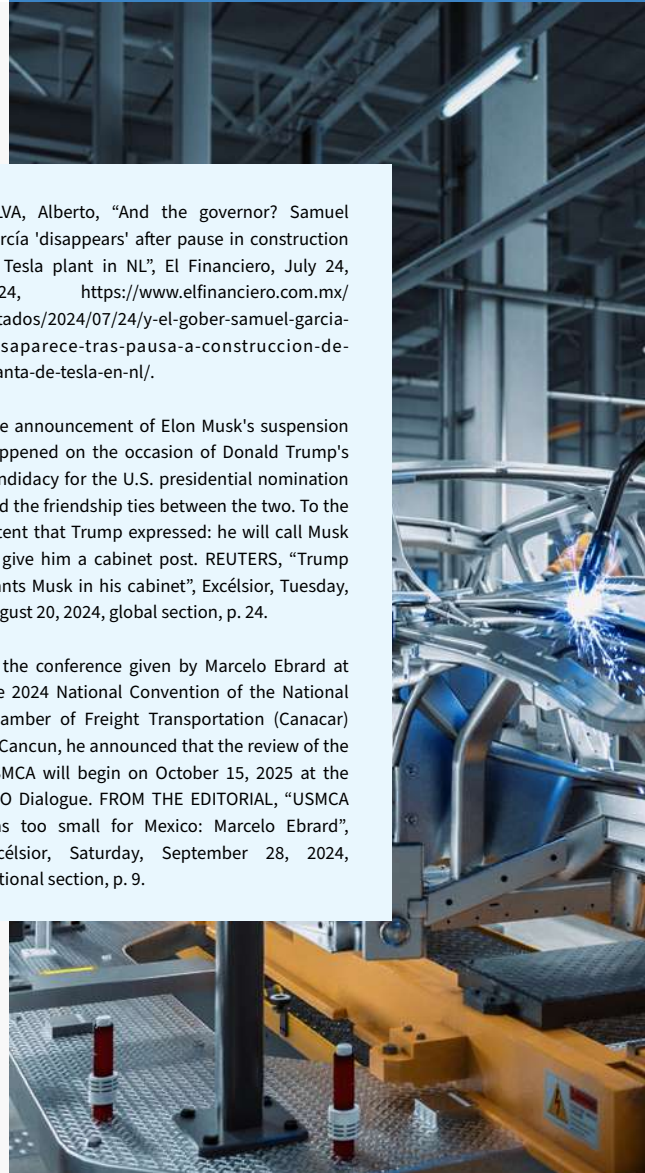 LVA, Alberto, “And the governor? Samuel
rcía 'disappears' after pause in construction
Tesla plant in NL”, El Financiero, July 24,
24, https://www.elfinanciero.com.mx/
tados/2024/07/24/y-el-gober-samuel-garcia-
saparece-tras-pausa-a-construccion-de-
anta-de-tesla-en-nl/.
e announcement of Elon Musk's suspension
ppened on the occasion of Donald Trump's
ndidacy for the U.S. presidential nomination
d the friendship ties between the two. To the
tent that Trump expressed: he will call Musk
give him a cabinet post. REUTERS, “Trump
nts Musk in his cabinet”, Excélsior, Tuesday,
gust 20, 2024, global section, p. 24.
the conference given by Marcelo Ebrard at
e 2024 National Convention of the National
amber of Freight Transportation (Canacar)
Cancun, he announced that the review of the
SMCA will begin on October 15, 2025 at the
O Dialogue. FROM THE EDITORIAL, “USMCA
as too small for Mexico: Marcelo Ebrard”,
célsior, Saturday, September 28, 2024,
tional section, p. 9.